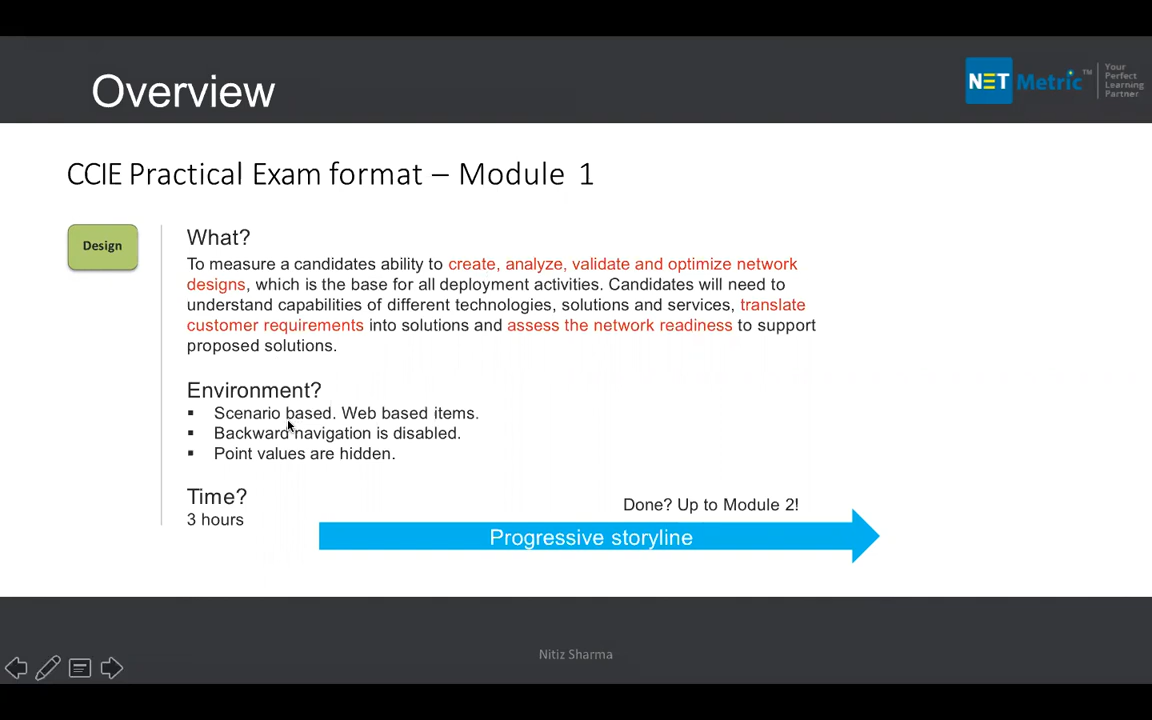 Overview
NET Metric™
Your
Perfect
Learning
Partner
CCIE Practical Exam format – Module 1
Design
What?
To measure a candidates ability to create, analyze, validate and optimize network
designs, which is the base for all deployment activities. Candidates will need to
understand capabilities of different technologies, solutions and services, translate
customer requirements into solutions and assess the network readiness to support
proposed solutions.
Environment?
▪ Scenario based. Web based items.
▪ Backward navigation is disabled.
▪ Point values are hidden.
Time?
3 hours
Done? Up to Module 2!
Progressive storyline
Nitiz Sharma